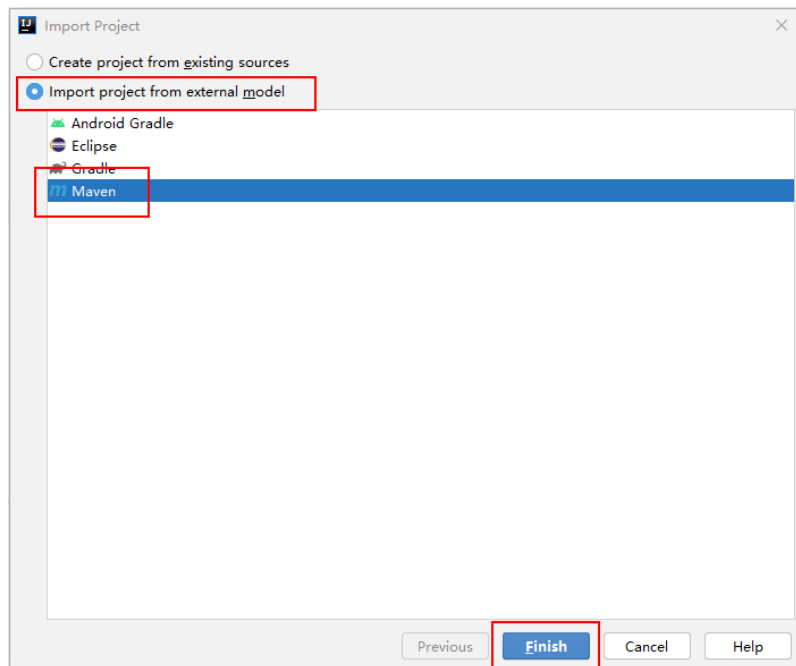 IJ Import Project
Create project from existing sources
Import project from external model
Android Gradle
Eclipse
Gradle
m Maven
Previous Finish Cancel Help